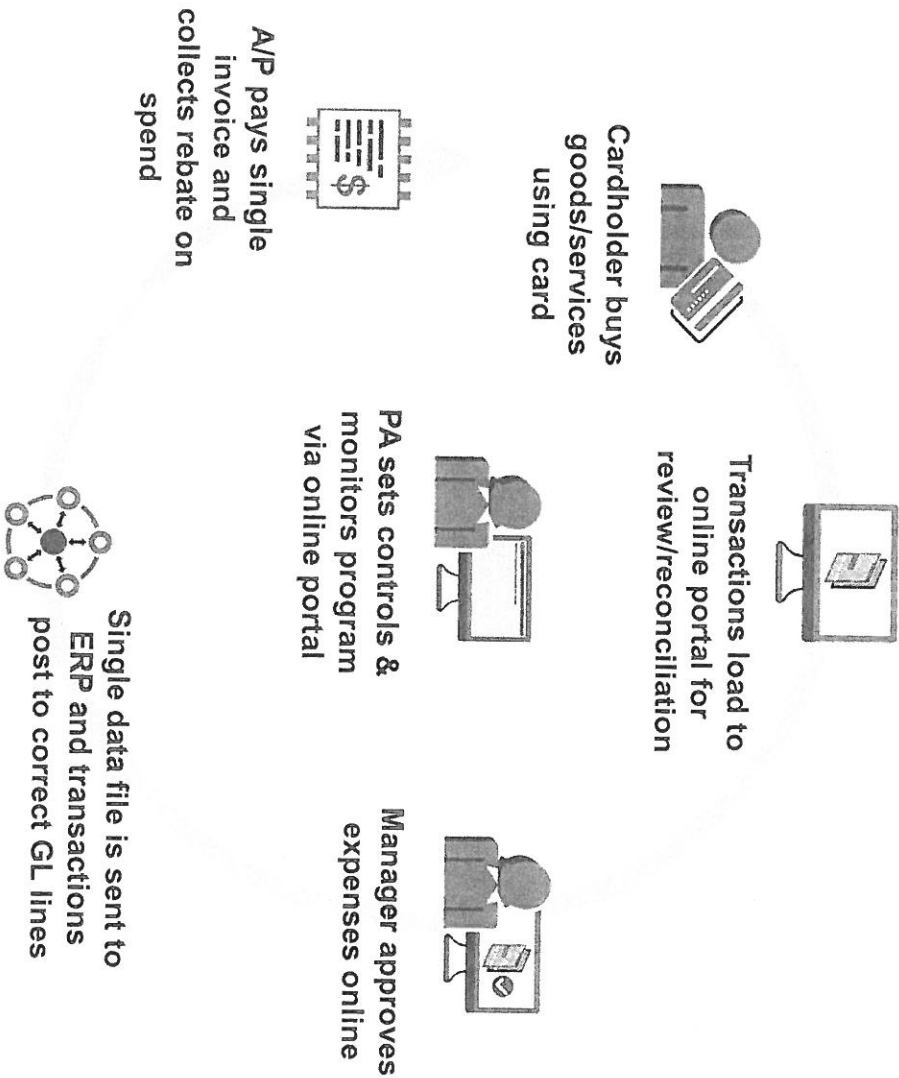 Cardholder buys
goods/services
using card
Transactions load to
online portal for
review/reconciliation
Manager approves
expenses online
Single data file is sent to
ERP and transactions
post to correct GL lines
A/P pays single
invoice and
collects rebate on
spend
$
PA sets controls &
monitors program
via online portal